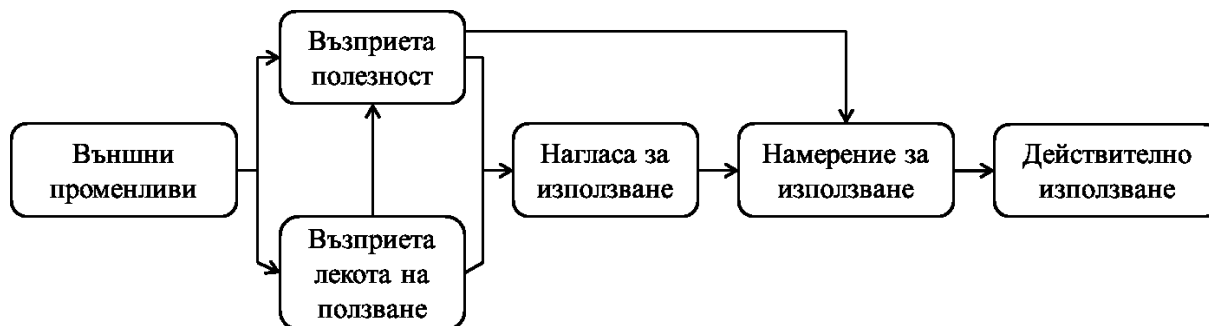 Възприета
полезност
Външни
променливи
Нагласа за
използване
Намерение за
използване
Действително
използване
Възприета
лекота на
ползване